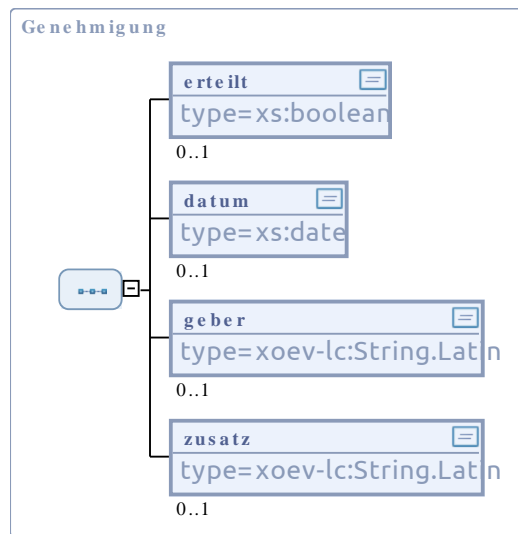 Genehmigung
erteilt
type=xs:boolean
0..1
datum
type=xs:date
0..1
geber
type=xoev-lc:String.Latin
0..1
zusatz
type=xoev-lc:String.Latin
0..1